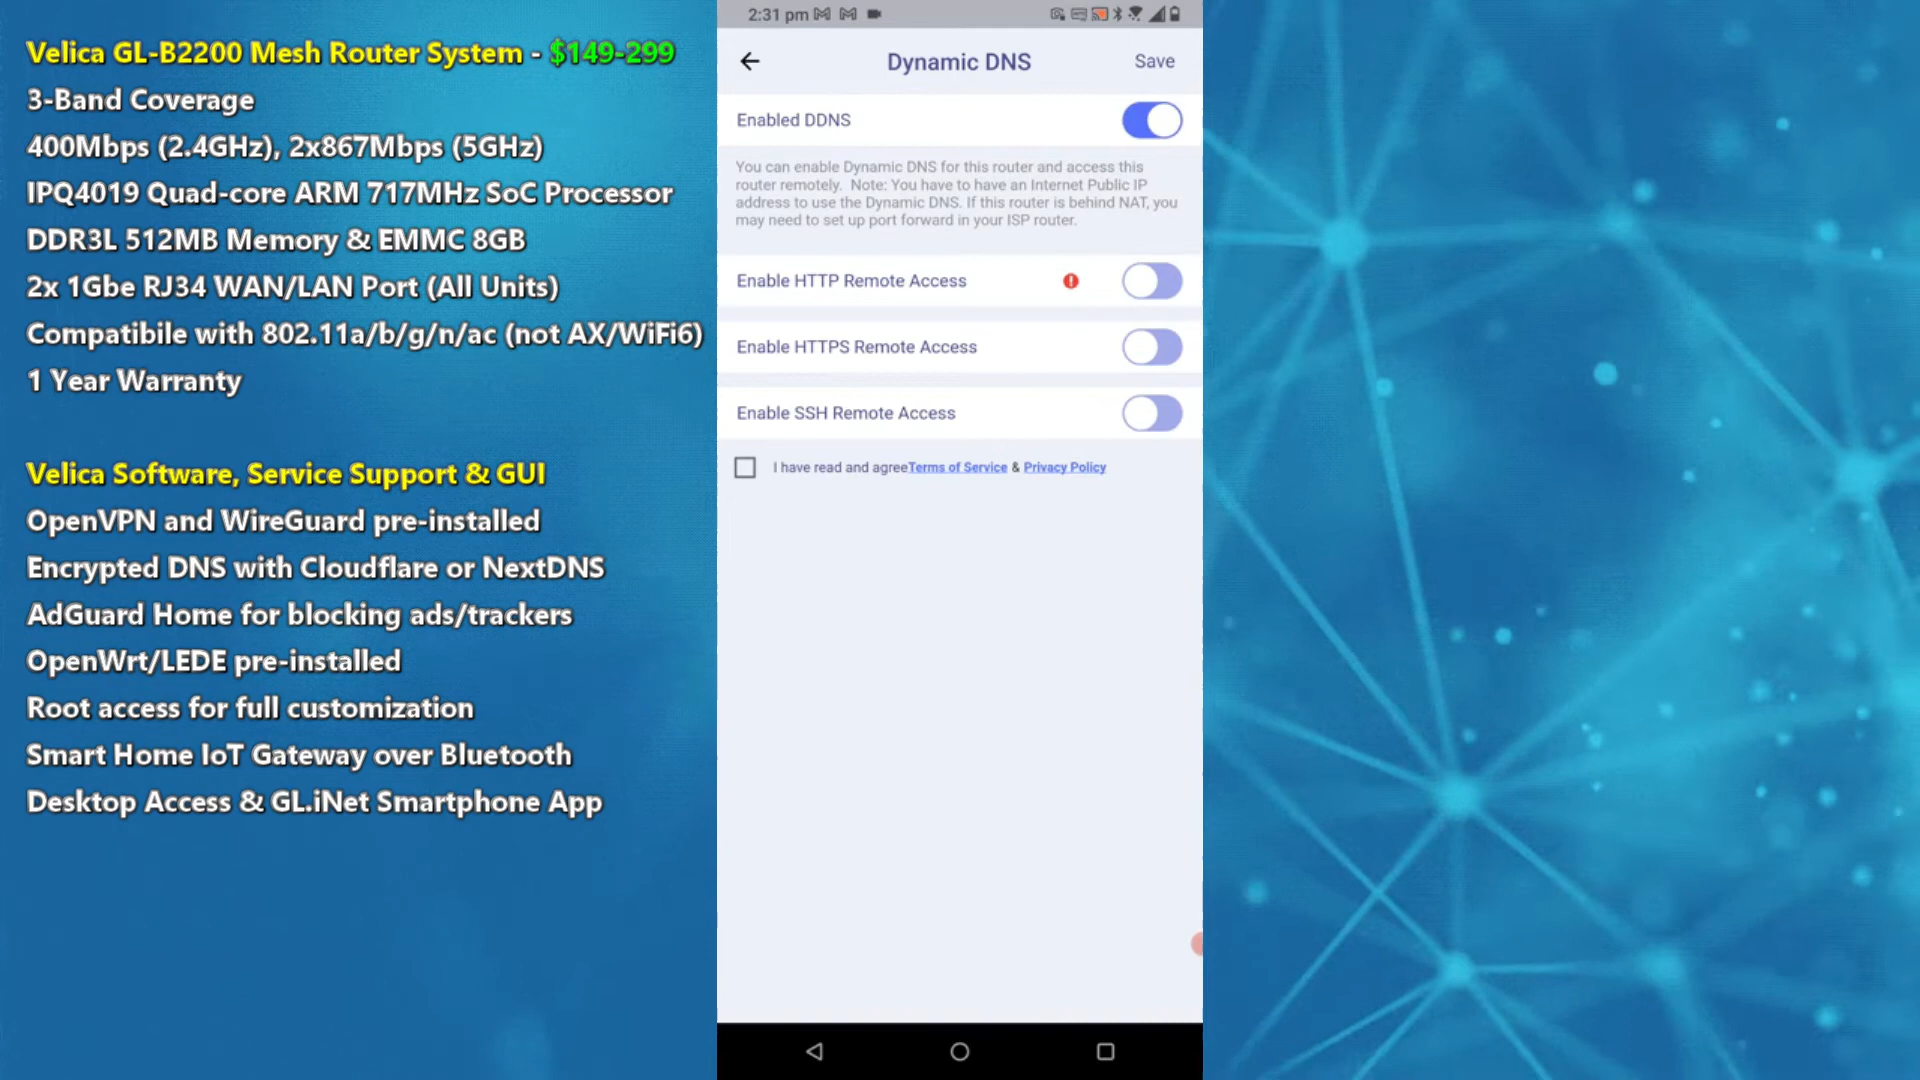 Velica GL-B2200 Mesh Router System - $149-299
3-Band Coverage
400Mbps (2.4GHz), 2x867Mbps (5GHz)
IPQ4019 Quad-core ARM 717MHz SoC Processor
DDR3L 512MB Memory & EMMC 8GB
2x 1Gbe RJ34 WAN/LAN Port (All Units)
Compatibile with 802.11a/b/g/n/ac (not AX/WiFi6)
1 Year Warranty
Velica Software, Service Support & GUI
OpenVPN and WireGuard pre-installed
Encrypted DNS with Cloudflare or NextDNS
AdGuard Home for blocking ads/trackers
OpenWrt/LEDE pre-installed
Root access for full customization
Smart Home IoT Gateway over Bluetooth
Desktop Access & GL.iNet Smartphone App
2:31 pm
Dynamic DNS
Save
Enabled DDNS
You can enable Dynamic DNS for this router and access this
router remotely. Note: You have to have an Internet Public IP
address to use the Dynamic DNS. If this router is behind NAT, you
may need to set up port forward in your ISP router.
Enable HTTP Remote Access
Enable HTTPS Remote Access
Enable SSH Remote Access
I have read and agreeTerms of Service & Privacy Policy